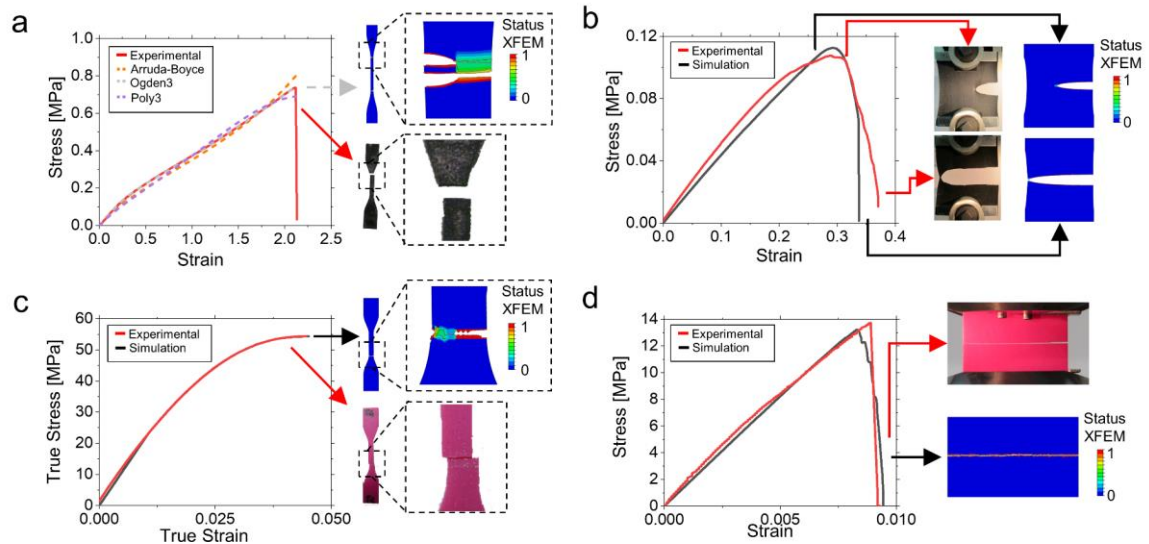 a
Stress [MPa]
1.0
0.8
0.6
0.4
0.2
0.0
Experimental
Arruda-Boyce
Ogden3
Poly3
0.0 0.5 1.0 1.5 2.0 2.5
Strain
Status
XFEM
1
0
b
Stress [MPa]
0.12
0.08
0.04
0.00
Experimental
Simulation
0.0 0.1 0.2 0.3 0.4
Strain
Status
XFEM
1
0
Status
XFEM
1
0
c
True Stress [MPa]
60
50
40
30
20
10
0
Experimental
Simulation
0.000 0.025 0.050
True Strain
Status
XFEM
1
0
d
Stress [MPa]
14
12
10
8
6
4
2
0
Experimental
Simulation
0.000 0.005 0.010
Strain
Status
XFEM
1
0